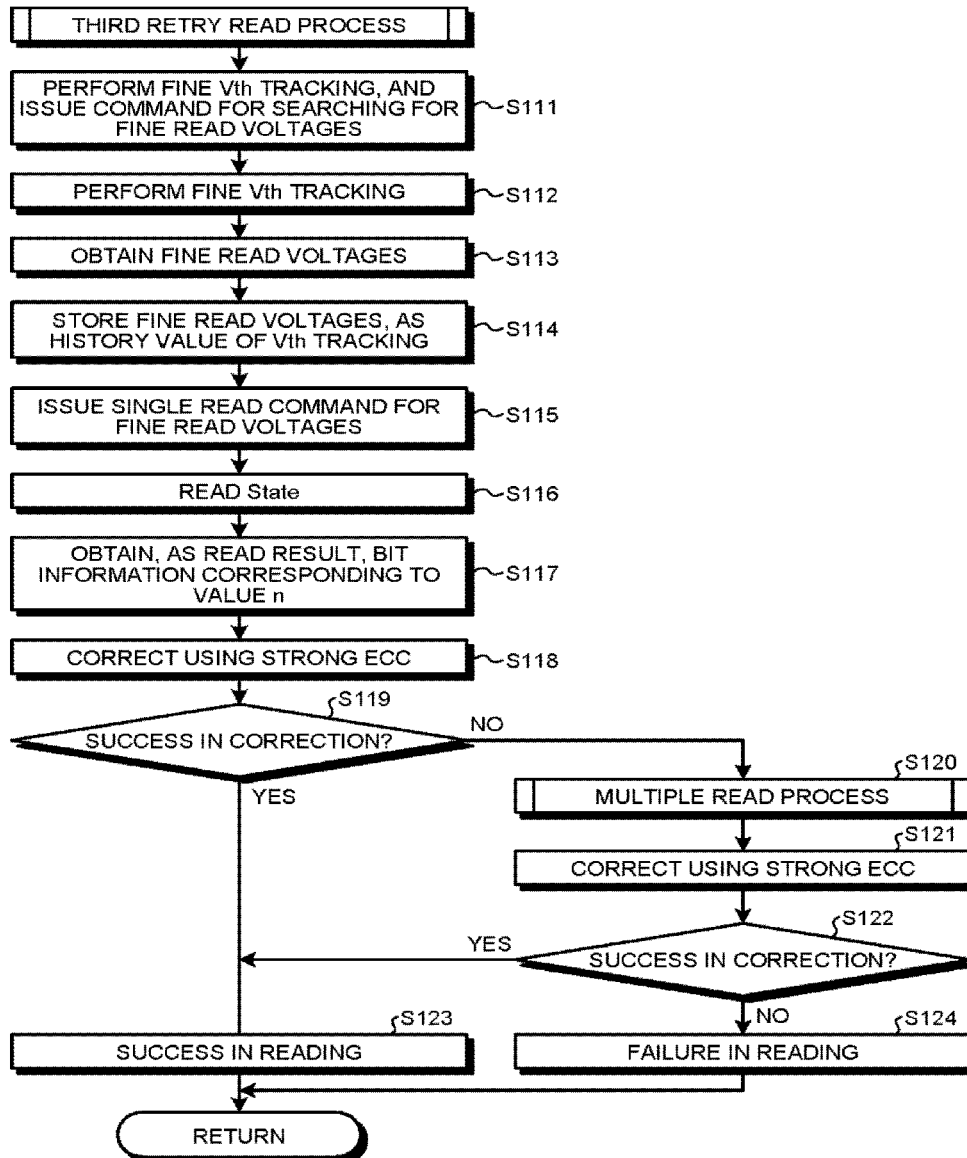 THIRD RETRY READ PROCESS
PERFORM FINE Vth TRACKING, AND
ISSUE COMMAND FOR SEARCHING FOR
FINE READ VOLTAGES
S111
PERFORM FINE Vth TRACKING
S112
OBTAIN FINE READ VOLTAGES
S113
STORE FINE READ VOLTAGES, AS
HISTORY VALUE OF Vth TRACKING
S114
ISSUE SINGLE READ COMMAND FOR
FINE READ VOLTAGES
S115
READ State
S116
OBTAIN, AS READ RESULT, BIT
INFORMATION CORRESPONDING TO
VALUE n
S117
CORRECT USING STRONG ECC
S118
S119
SUCCESS IN CORRECTION?
NO
YES
S120
MULTIPLE READ PROCESS
S121
CORRECT USING STRONG ECC
S122
YES
SUCCESS IN CORRECTION?
NO
S123
SUCCESS IN READING
S124
FAILURE IN READING
RETURN